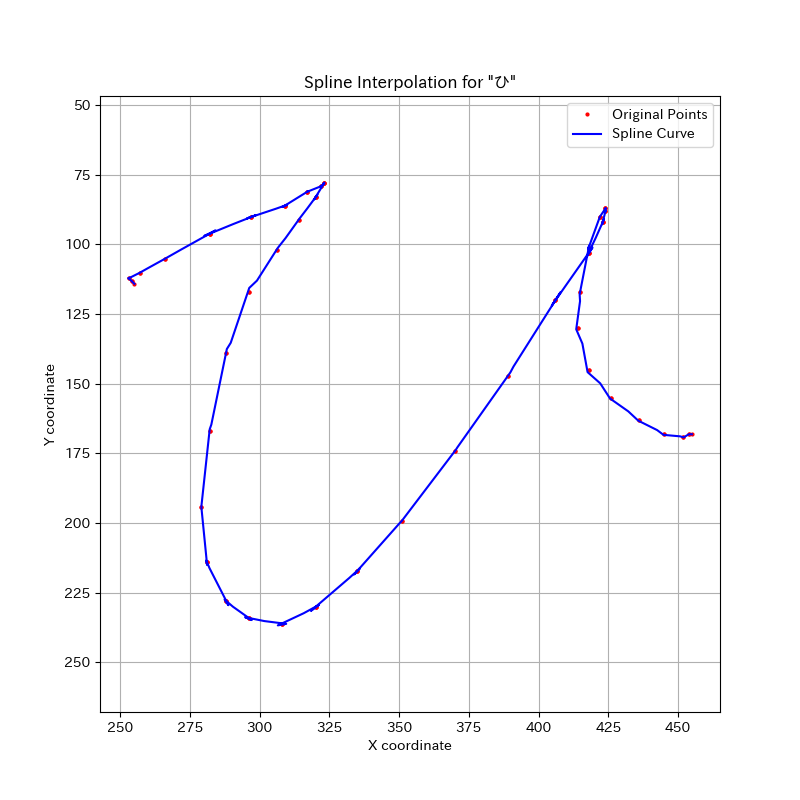 Spline Interpolation for "ひ"
Original Points
Spline Curve
50
75
100
125
150
175
200
225
250
Y coordinate
250 275 300 325 350 375 400 425 450
X coordinate